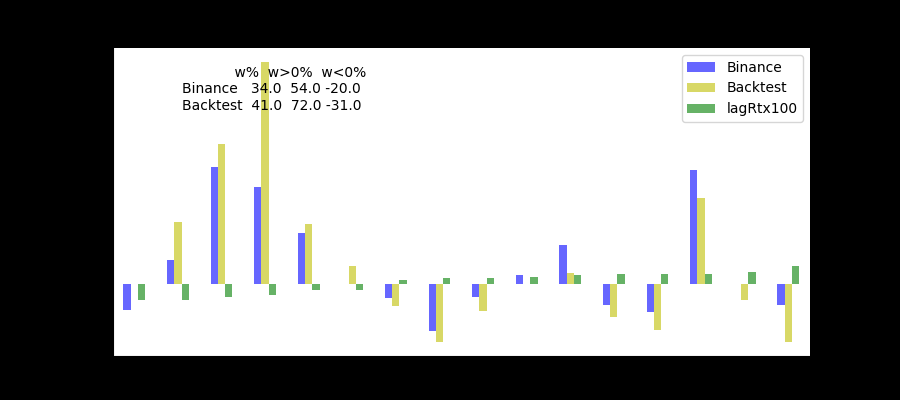 w%  w>0%  w<0%
Binance   34.0  54.0 -20.0
Backtest  41.0  72.0 -31.0
Binance
Backtest
lagRtx100